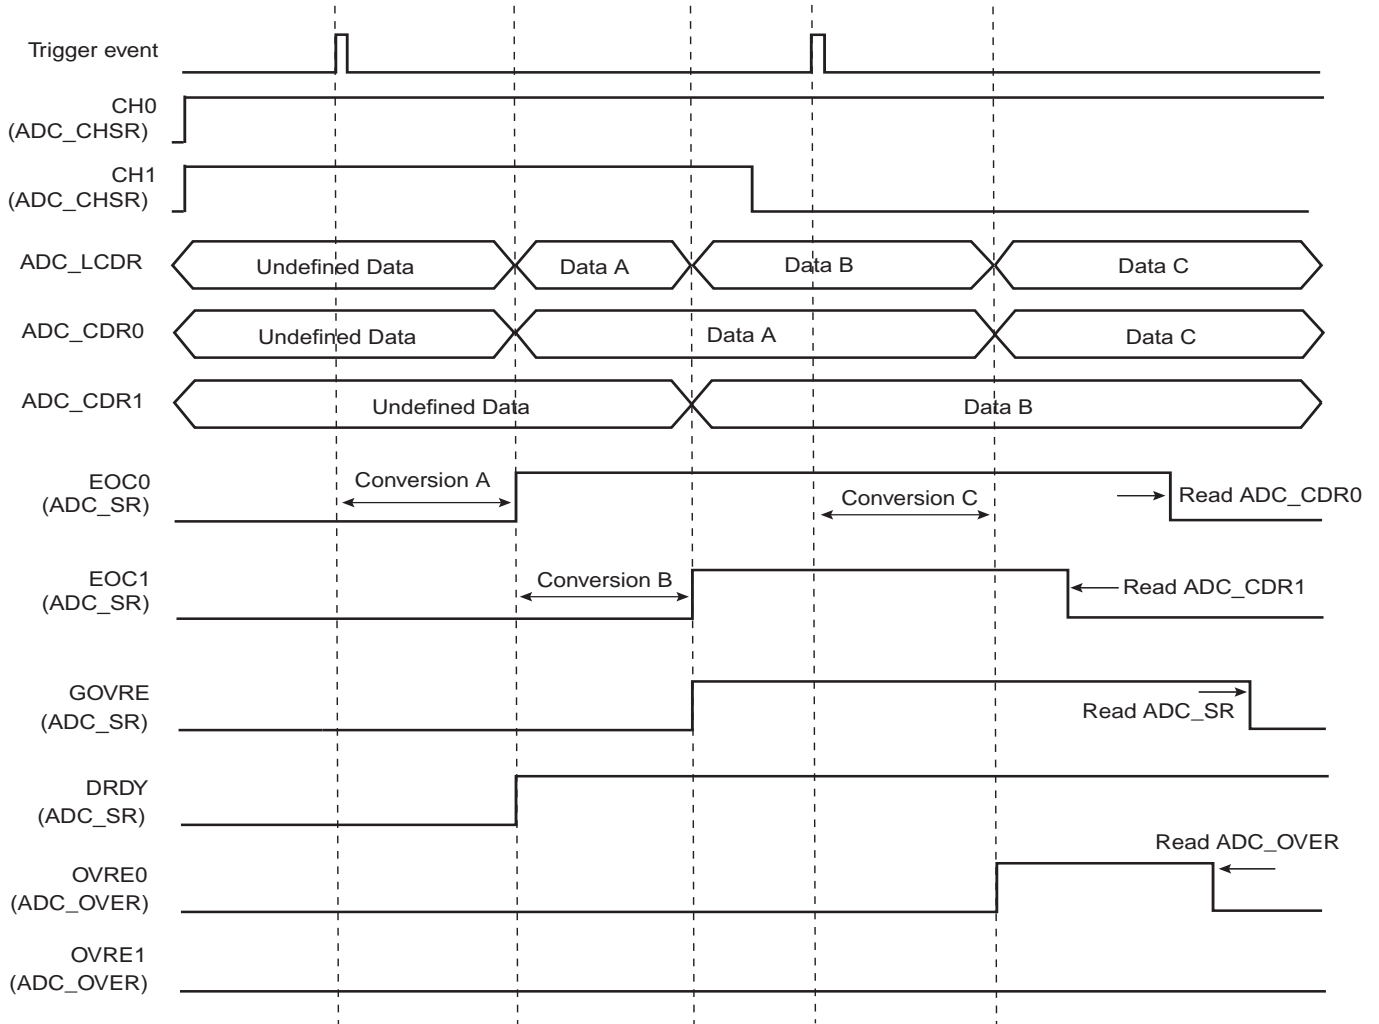 Trigger event
CH0
(ADC_CHSR)
CH1
(ADC_CHSR)
ADC_LCDR
Undefined Data
Data A
Data B
Data C
ADC_CDR0
Undefined Data
Data A
Data C
ADC_CDR1
Undefined Data
Data B
EOC0
(ADC_SR)
Conversion A
Conversion C
Read ADC_CDR0
EOC1
(ADC_SR)
Conversion B
Read ADC_CDR1
GOVRE
(ADC_SR)
Read ADC_SR
DRDY
(ADC_SR)
Read ADC_OVER
OVRE0
(ADC_OVER)
OVRE1
(ADC_OVER)